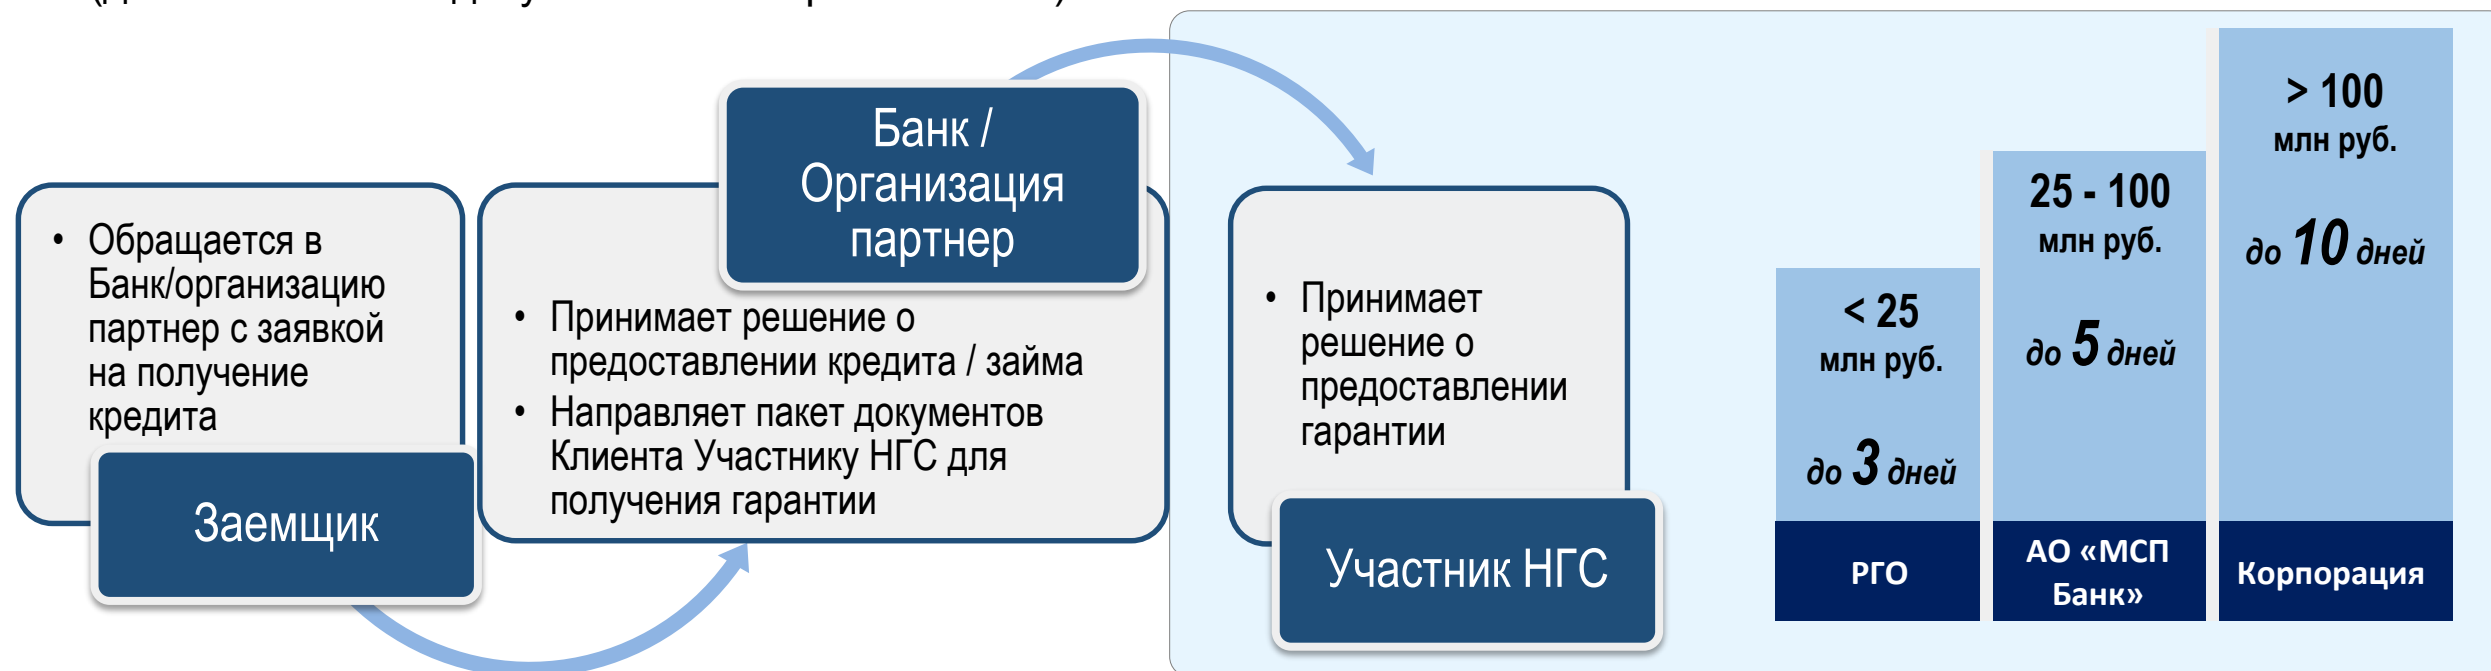 • Обращается в
Банк/организацию
партнер с заявкой
на получение
кредита
Заемщик
Банк /
Организация
партнер
• Принимает решение о
предоставлении кредита / займа
• Направляет пакет документов
Клиента Участнику НГС для
получения гарантии
• Принимает
решение о
предоставлении
гарантии
Участник НГС
< 25
млн руб.
до 3 дней
РГО
25 - 100
млн руб.
до 5 дней
АО «МСП
Банк»
> 100
млн руб.
до 10 дней
Корпорация